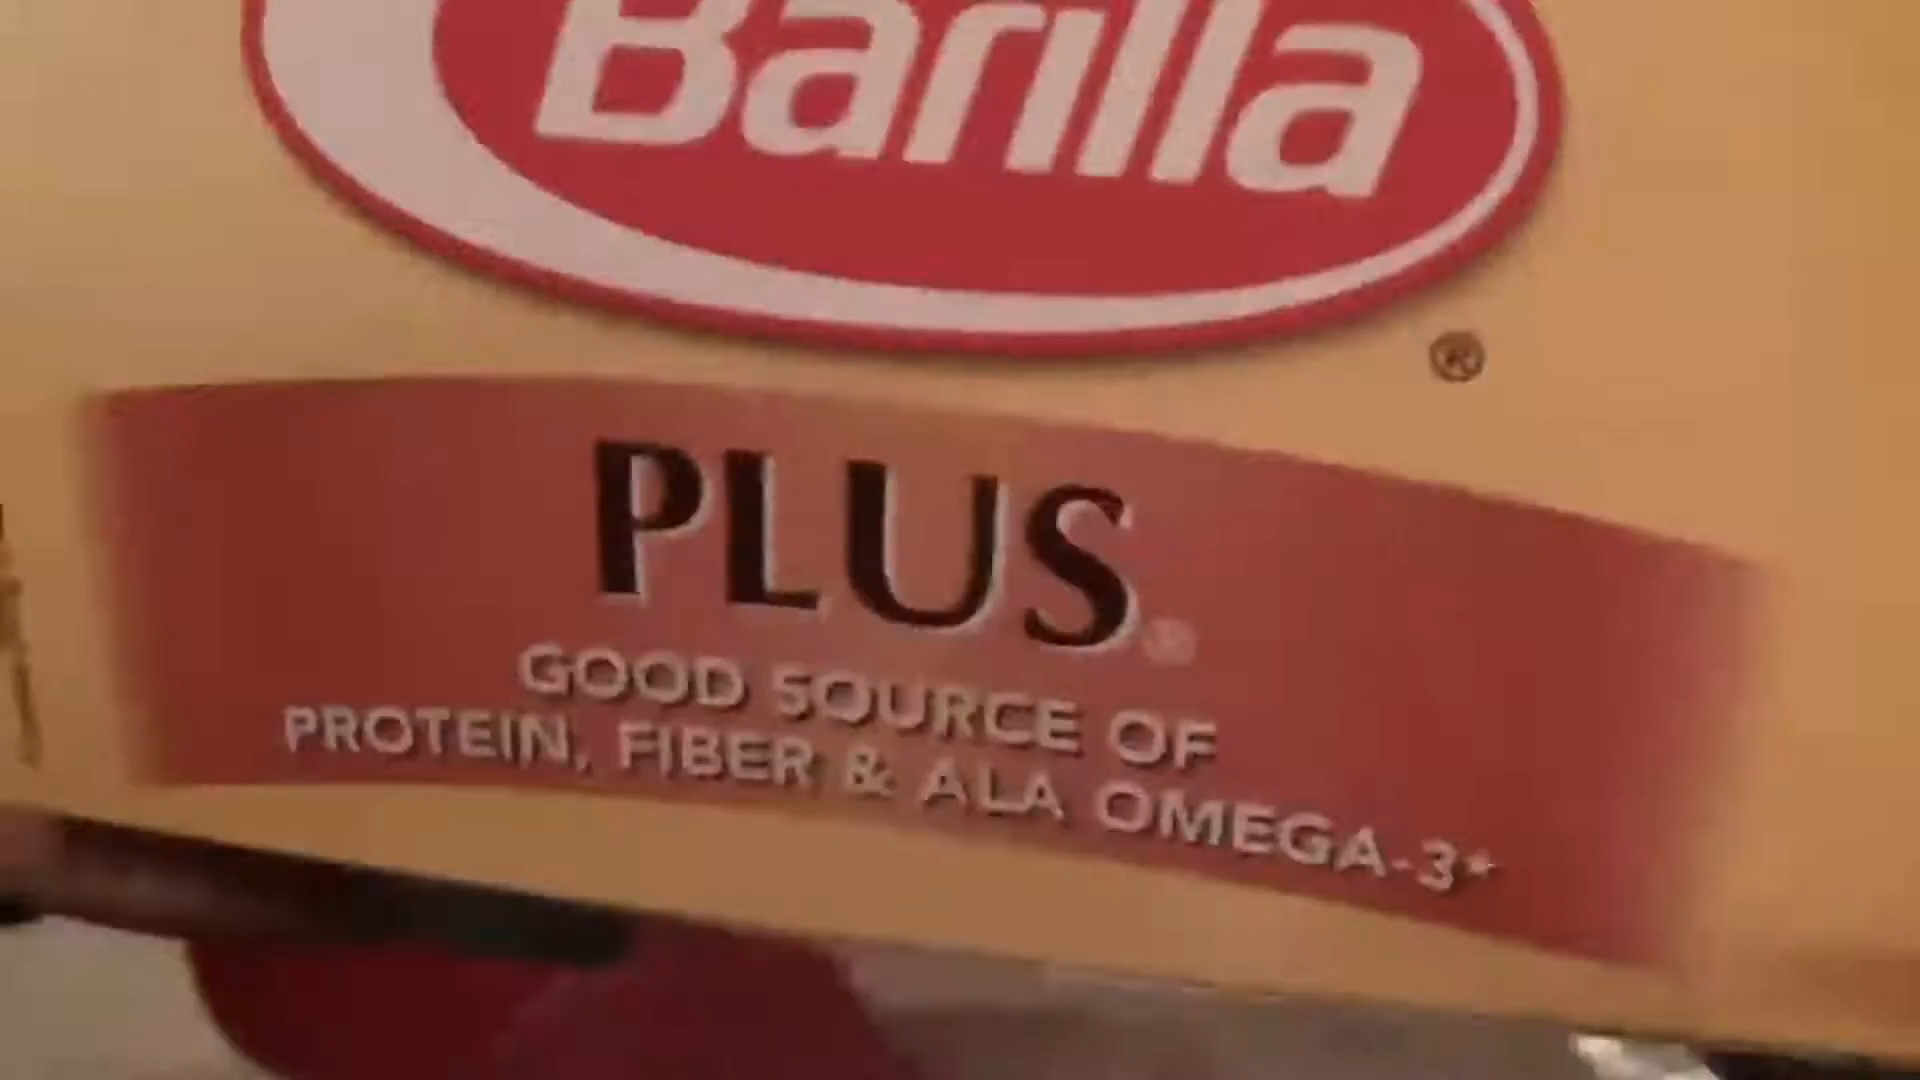 Barilla
®
PLUS®
GOOD SOURCE OF
PROTEIN, FIBER & ALA OMEGA-3*